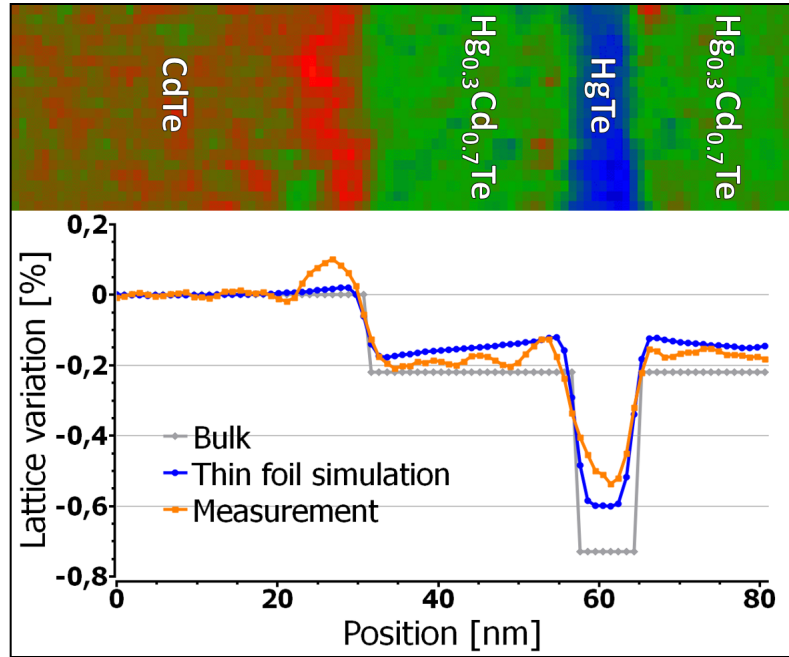 CdTe
Hg₀.₃Cd₀.₇Te
HgTe
Hg₀.₃Cd₀.₇Te
0,2
0
-0,2
-0,4
-0,6
-0,8
Lattice variation [%]
Bulk
Thin foil simulation
Measurement
0
20
40
60
80
Position [nm]